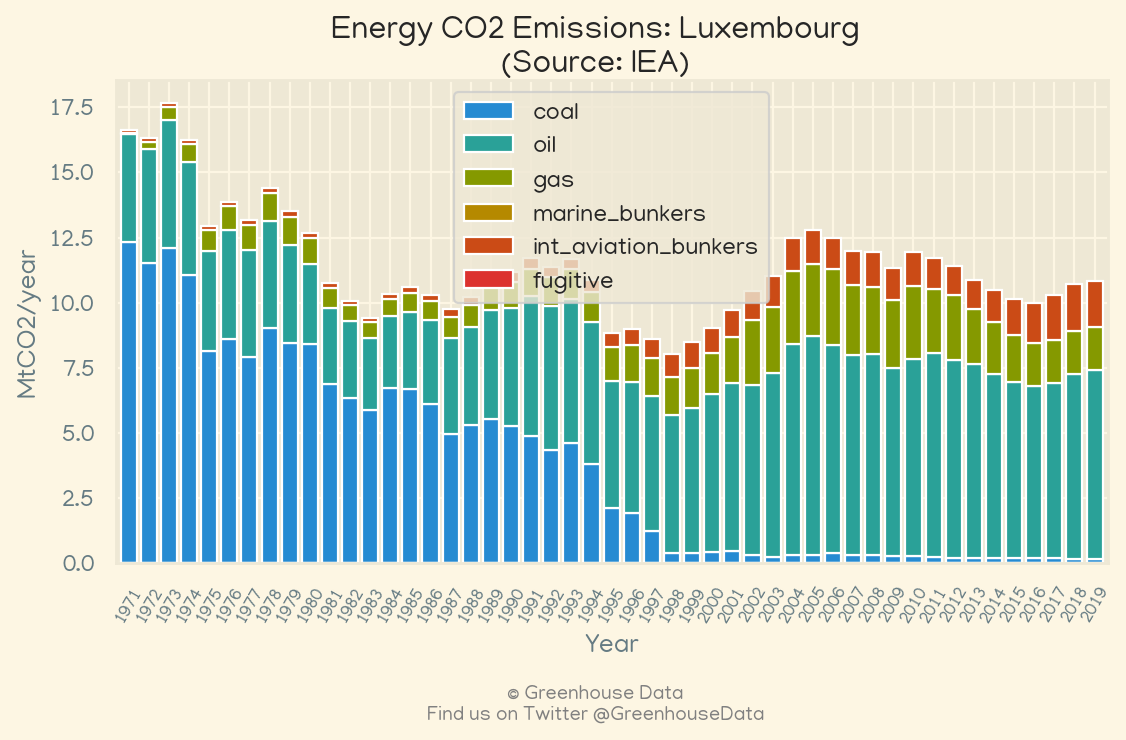 Energy CO2 Emissions: Luxembourg
(Source: IEA)
coal
oil
gas
marine_bunkers
int_aviation_bunkers
fugitive
MtCO2/year
17.5
15.0
12.5
10.0
7.5
5.0
2.5
0.0
1971 1972 1973 1974 1975 1976 1977 1978 1979 1980 1981 1982 1983 1984 1985 1986 1987 1988 1989 1990 1991 1992 1993 1994 1995 1996 1997 1998 1999 2000 2001 2002 2003 2004 2005 2006 2007 2008 2009 2010 2011 2012 2013 2014 2015 2016 2017 2018 2019
Year
© Greenhouse Data
Find us on Twitter @GreenhouseData